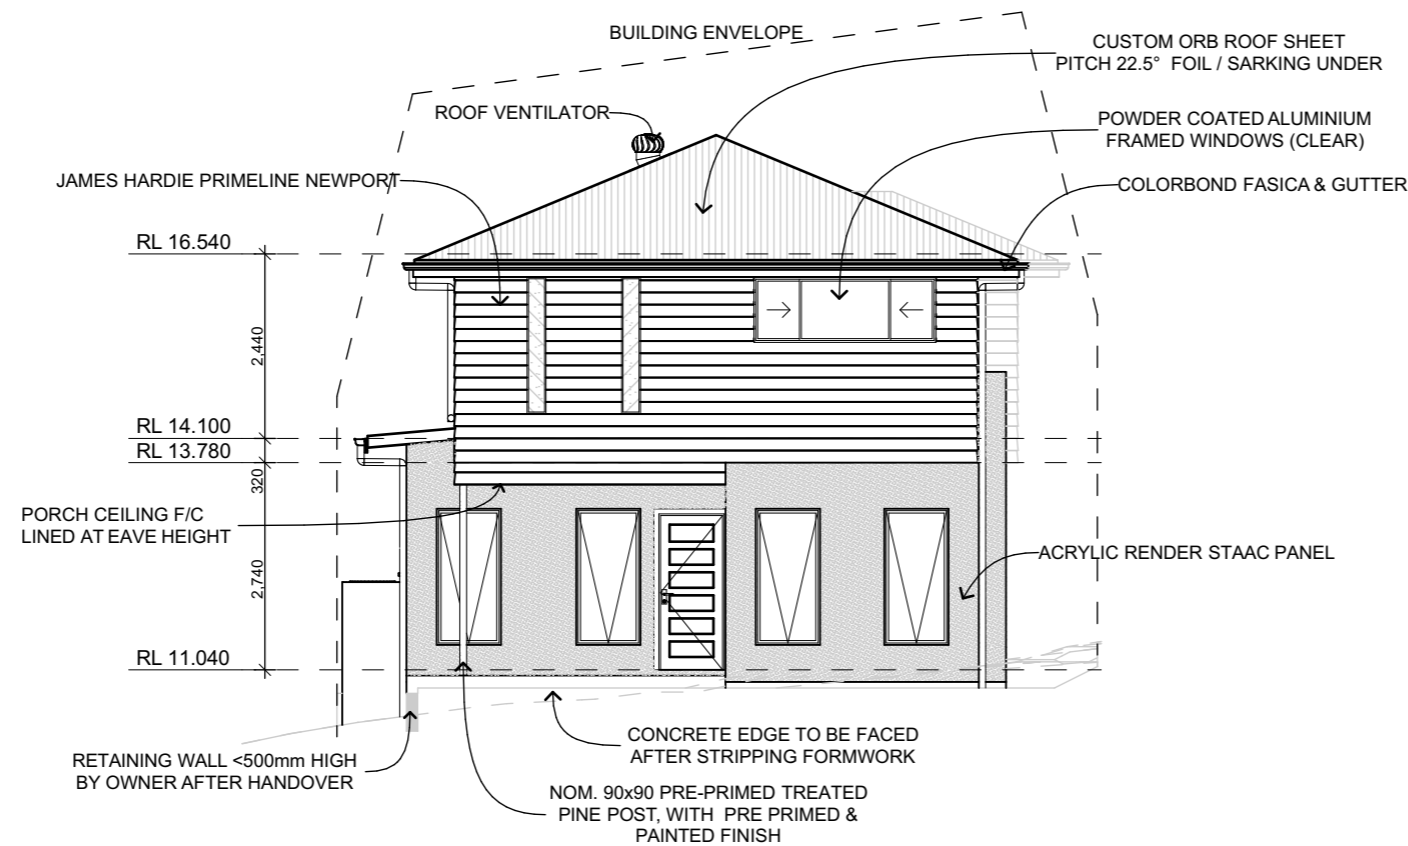 BUILDING ENVELOPE
CUSTOM ORB ROOF SHEET
PITCH 22.5° FOIL / SARKING UNDER
ROOF VENTILATOR
POWDER COATED ALUMINIUM
FRAMED WINDOWS (CLEAR)
JAMES HARDIE PRIMELINE NEWPORT
COLORBOND FASICA & GUTTER
RL 16.540
2,440
RL 14.100
RL 13.780
320
PORCH CEILING F/C
LINED AT EAVE HEIGHT
ACRYLIC RENDER STAAC PANEL
2,740
RL 11.040
CONCRETE EDGE TO BE FACED
AFTER STRIPPING FORMWORK
RETAINING WALL <500mm HIGH
BY OWNER AFTER HANDOVER
NOM. 90x90 PRE-PRIMED TREATED
PINE POST, WITH PRE PRIMED &
PAINTED FINISH